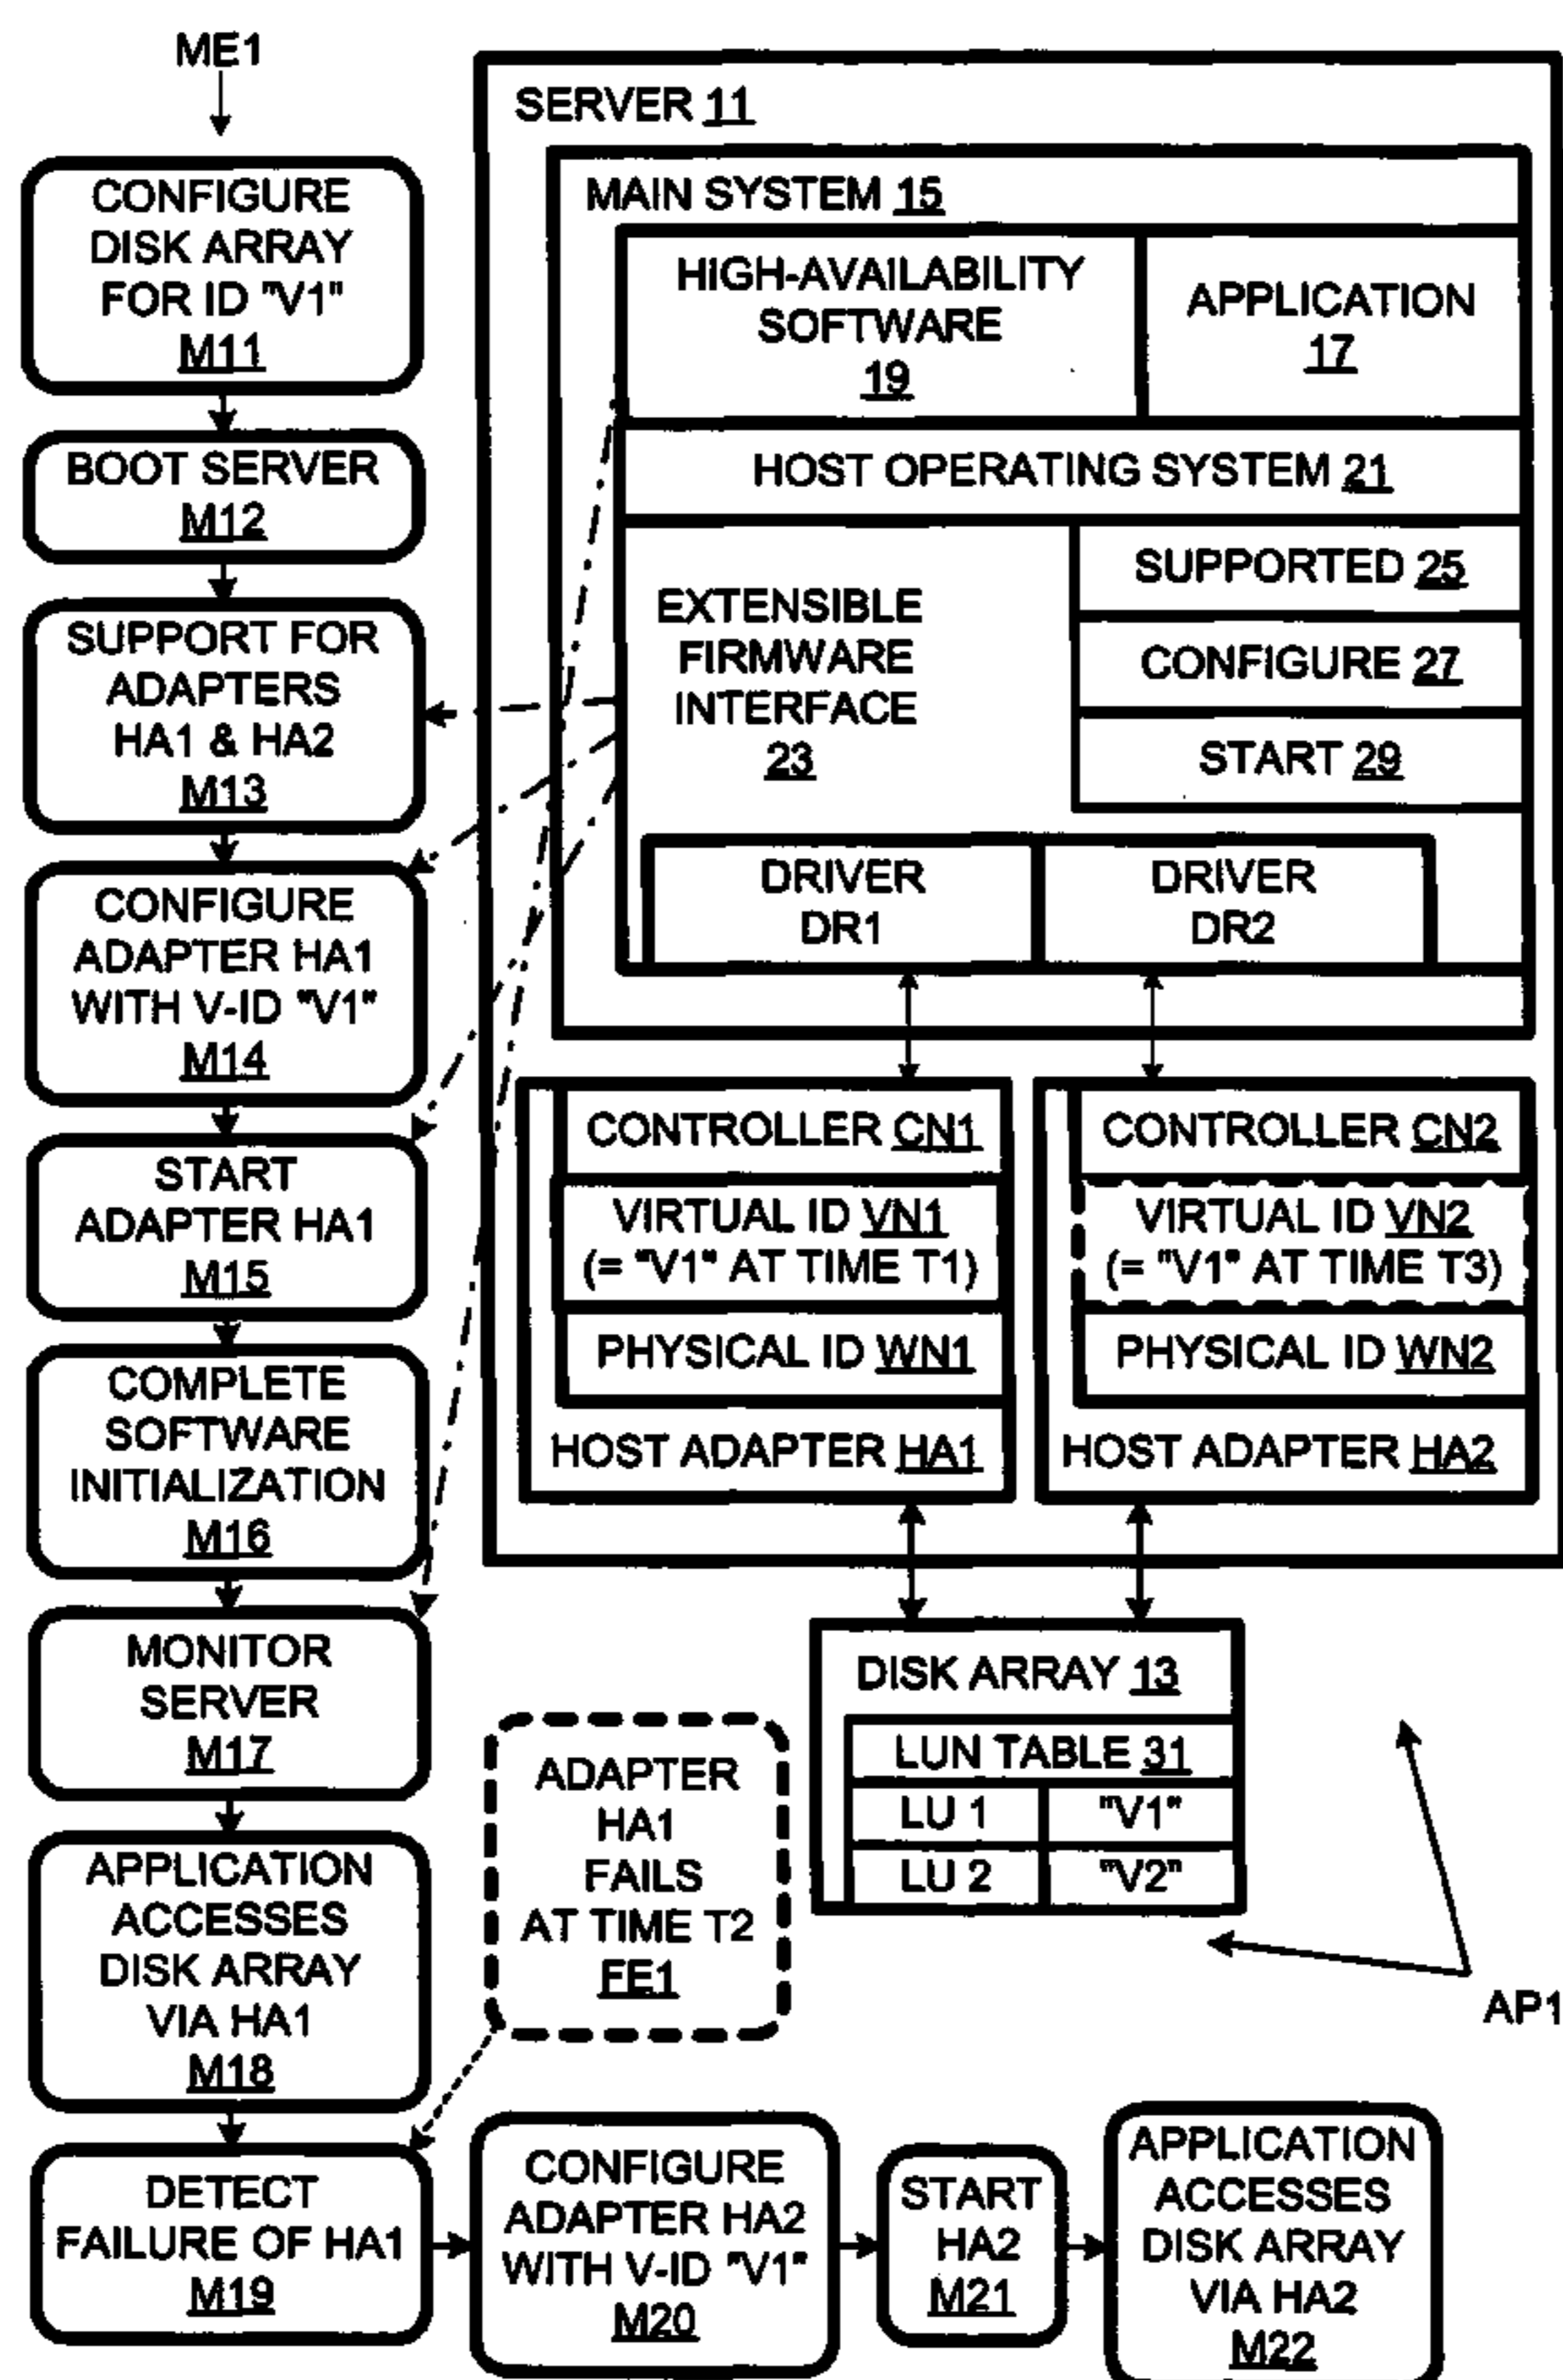 ME1
CONFIGURE
DISK ARRAY
FOR ID "V1"
M11
BOOT SERVER
M12
SUPPORT FOR
ADAPTERS
HA1 & HA2
M13
CONFIGURE
ADAPTER HA1
WITH V-ID "V1"
M14
START
ADAPTER HA1
M15
COMPLETE
SOFTWARE
INITIALIZATION
M16
MONITOR
SERVER
M17
APPLICATION
ACCESSES
DISK ARRAY
VIA HA1
M18
DETECT
FAILURE OF HA1
M19
SERVER 11
MAIN SYSTEM 15
HIGH-AVAILABILITY
SOFTWARE
19
APPLICATION
17
HOST OPERATING SYSTEM 21
EXTENSIBLE
FIRMWARE
INTERFACE
23
SUPPORTED 25
CONFIGURE 27
START 29
DRIVER
DR1
DRIVER
DR2
CONTROLLER CN1
VIRTUAL ID VN1
(= "V1" AT TIME T1)
PHYSICAL ID WN1
HOST ADAPTER HA1
CONTROLLER CN2
VIRTUAL ID VN2
(= "V1" AT TIME T3)
PHYSICAL ID WN2
HOST ADAPTER HA2
DISK ARRAY 13
LUN TABLE 31
LU 1 "V1"
LU 2 "V2"
AP1
ADAPTER
HA1
FAILS
AT TIME T2
FE1
CONFIGURE
ADAPTER HA2
WITH V-ID "V1"
M20
START
HA2
M21
APPLICATION
ACCESSES
DISK ARRAY
VIA HA2
M22